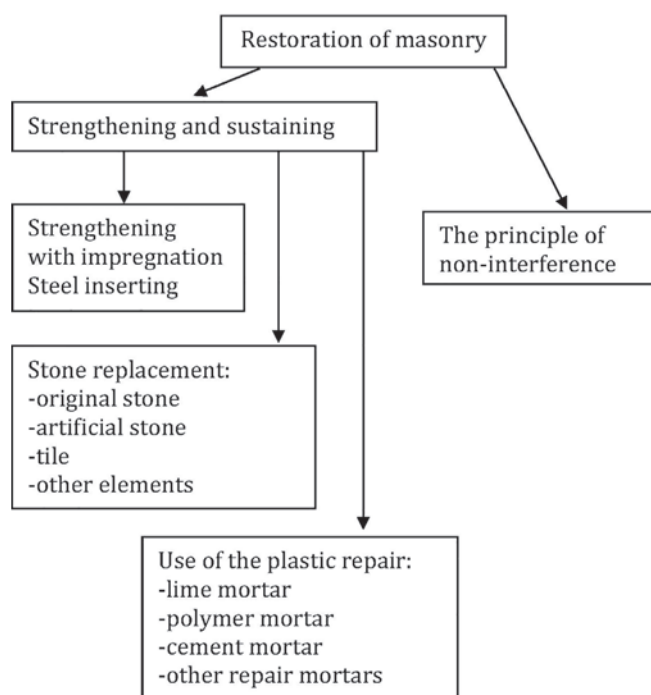 Restoration of masonry
Strengthening and sustaining
Strengthening
with impregnation
Steel inserting
The principle of
non-interference
Stone replacement:
-original stone
-artificial stone
-tile
-other elements
Use of the plastic repair:
-lime mortar
-polymer mortar
-cement mortar
-other repair mortars